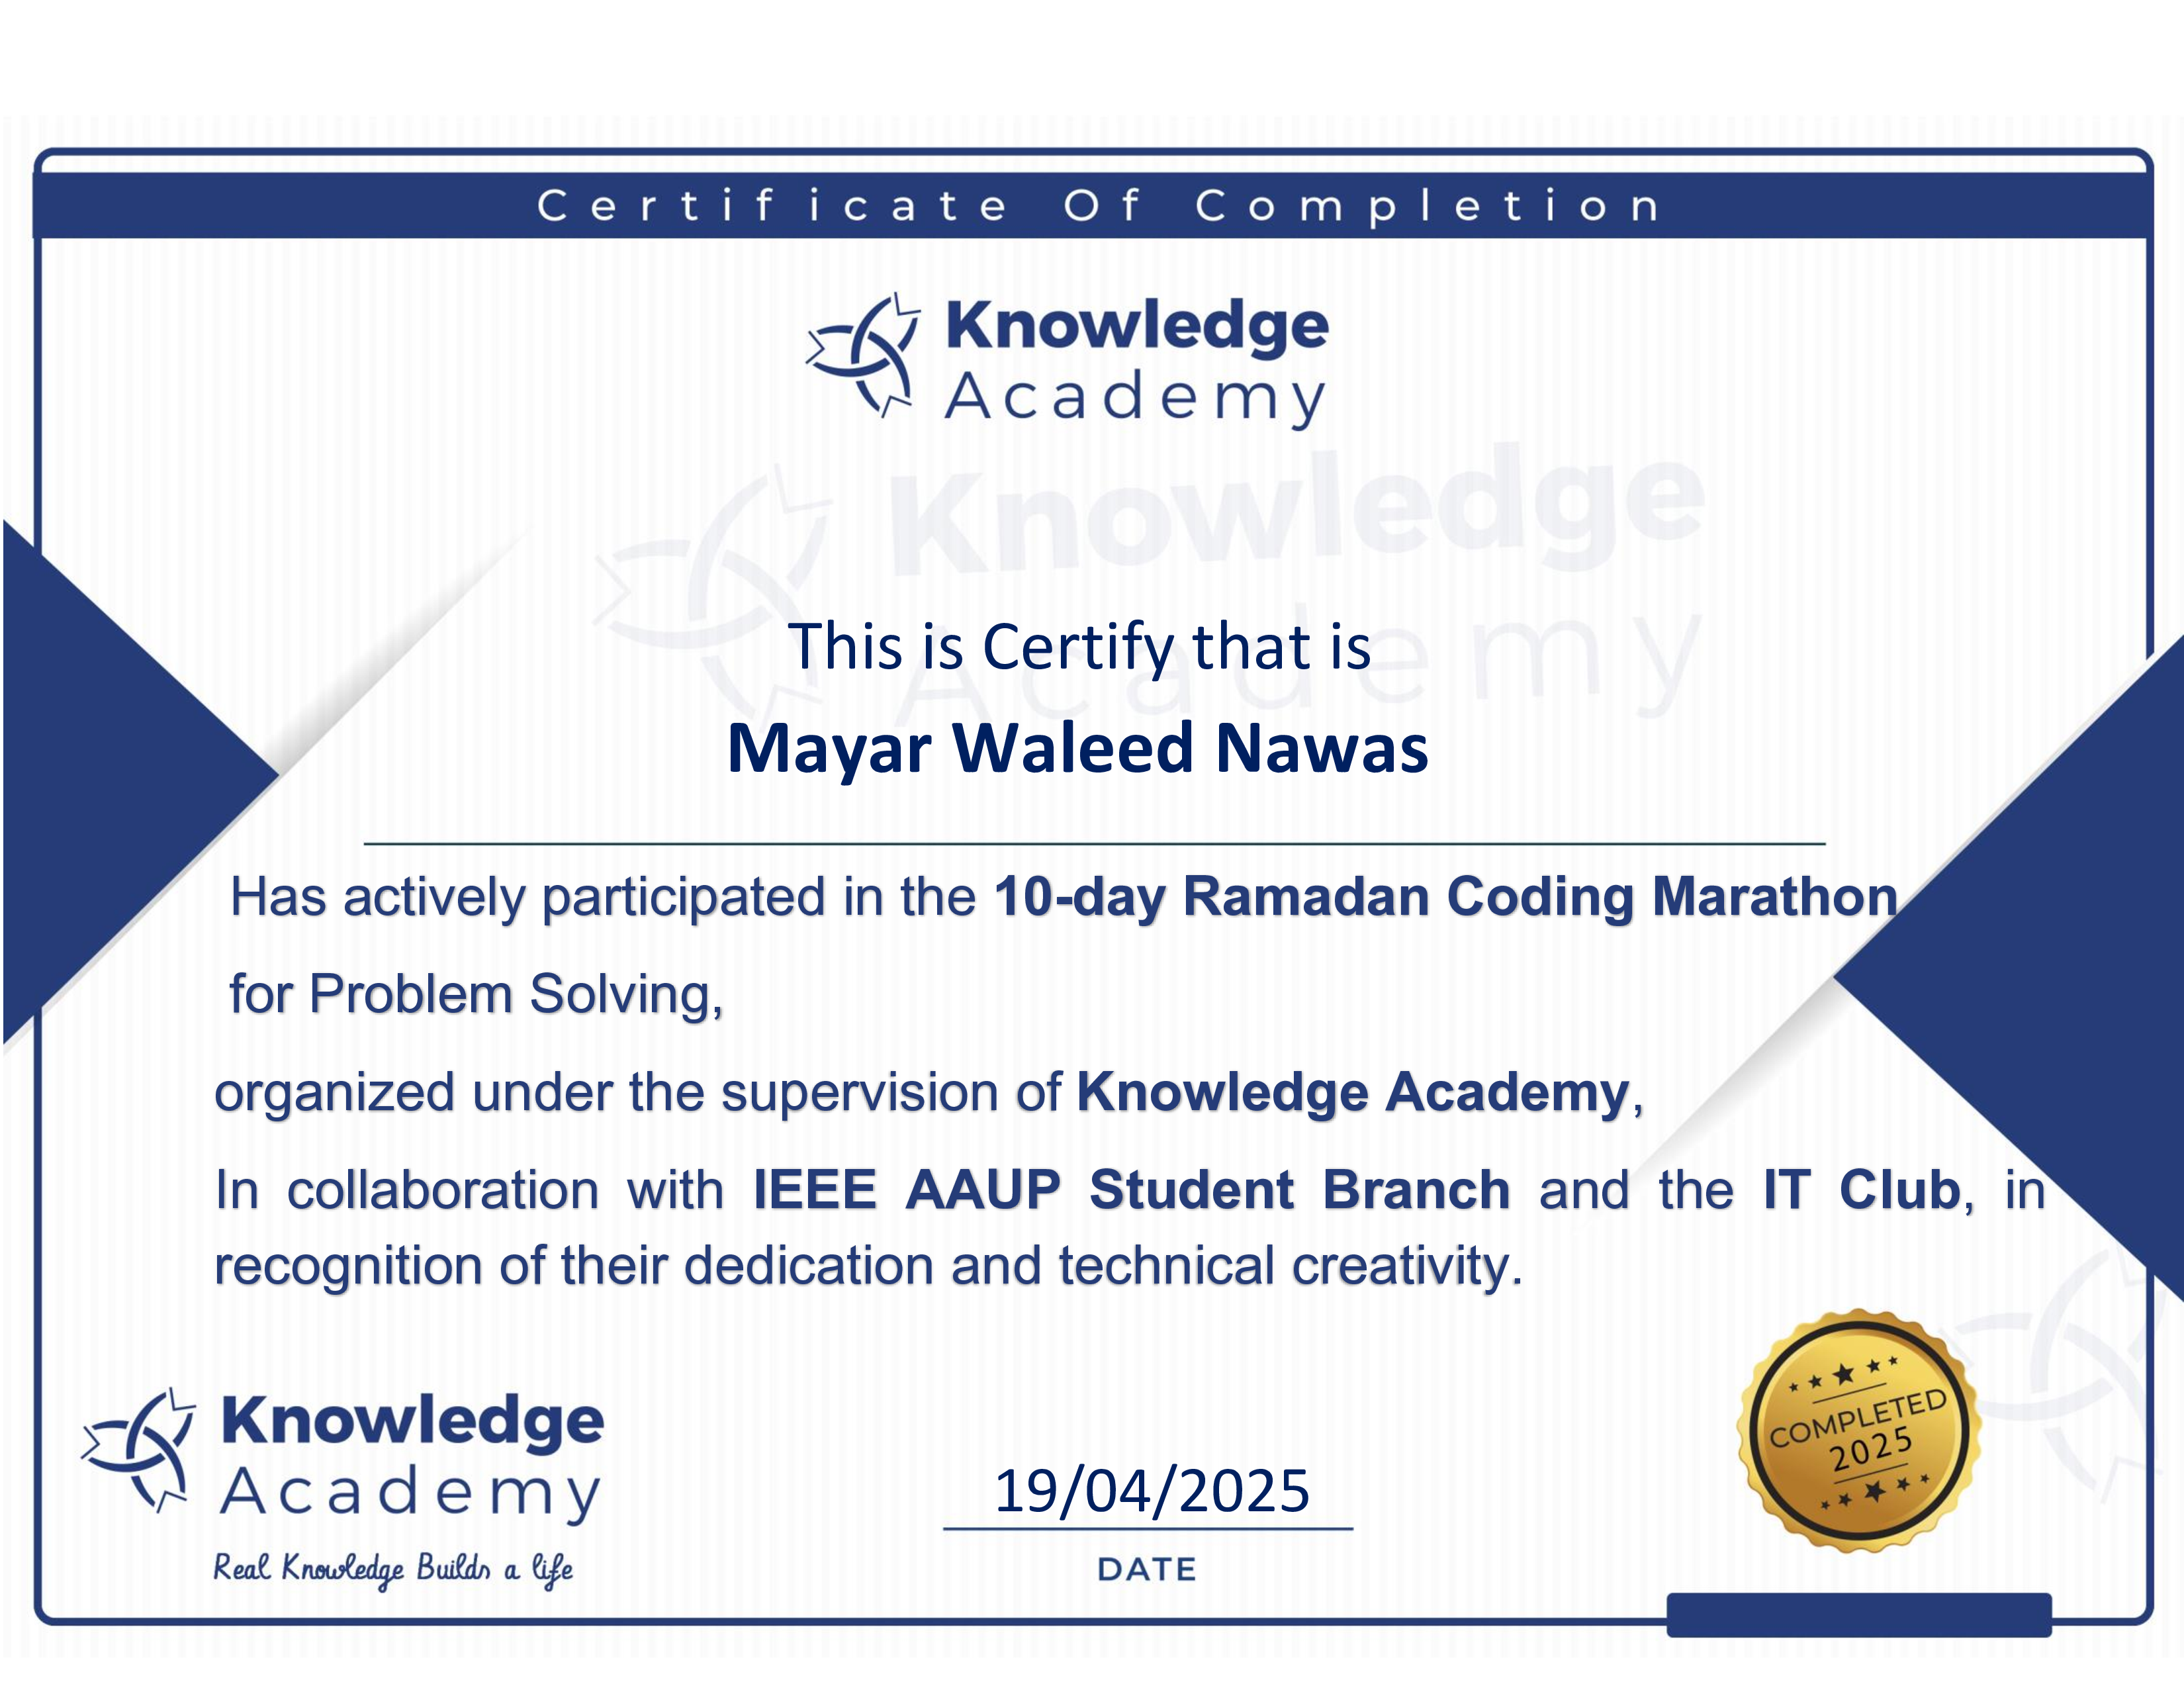 Certificate Of Completion
Knowledge
Academy
Knowledge
Academy
This is Certify that is
Mayar Waleed Nawas
Has actively participated in the 10-day Ramadan Coding Marathon
for Problem Solving,
organized under the supervision of Knowledge Academy,
In collaboration with IEEE AAUP Student Branch and the IT Club, in
recognition of their dedication and technical creativity.
Knowledge
Academy
Real Knowledge Builds a life
19/04/2025
DATE
COMPLETED
2025